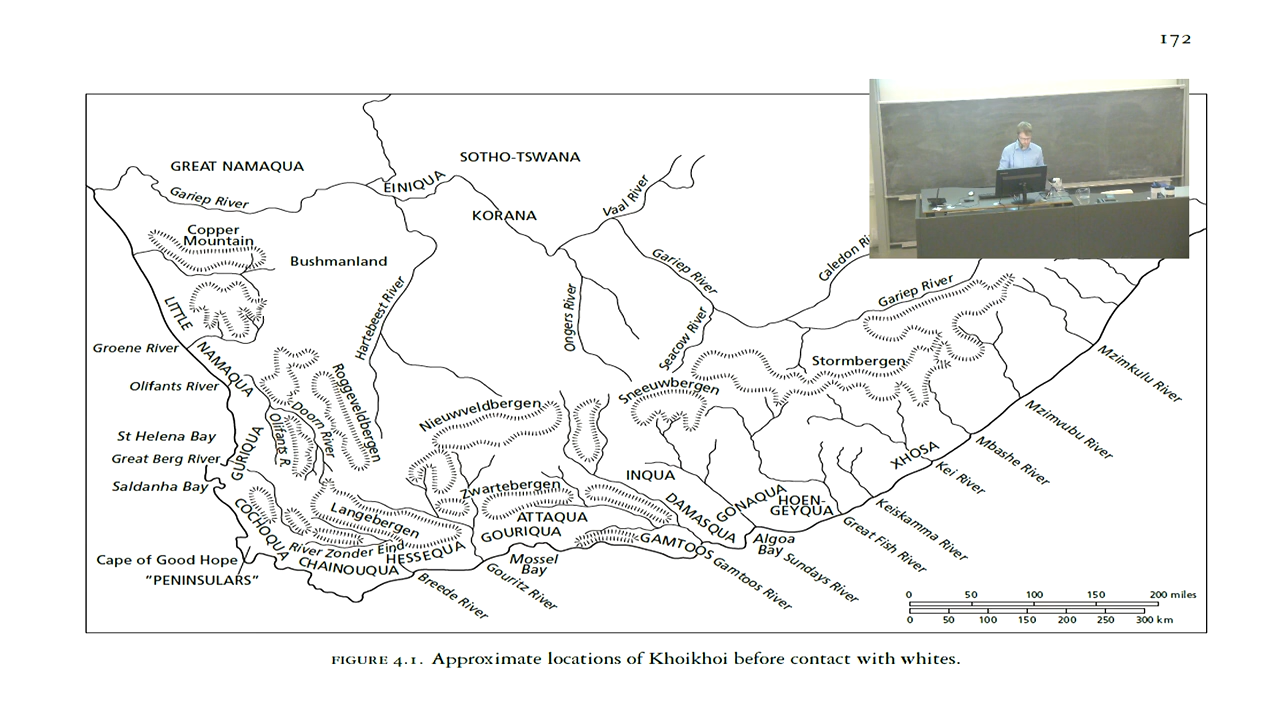 172
GREAT NAMAQUA
SOTHO-TSWANA
EINIQUA
Gariep River
KORANA
Vaal River
Copper
Mountain
Bushmanland
Gariep River
Caledon
Gariep River
Hartebeest River
Ongers River
Seacow River
LITTLE
NAMAQUA
Groene River
Stormbergen
Mzimkulu River
Olifants River
Roggeveldbergen
Sneeuwbergen
Nieuwveldbergen
Doorn River
Olifants R.
Mzimvubu River
St Helena Bay
GURIQUA
Great Berg River
XHOSA
Mbashe River
Saldanha Bay
INQUA
Kei River
Zwartebergen
DAMASQUA
GONAQUA
HOEN-
GEYQUA
COCHOQUA
Langebergen
ATTAQUA
GOURIQUA
GAMTOOS
Algoa
Bay
Keiskamma River
Great Fish River
River Zonder Eind
HESSEQUA
Cape of Good Hope
"PENINSULARS"
CHAINOUQUA
Mossel
Bay
Sundays River
Gamtoos River
Gouritz River
Breede River
0 50 100 150 200 miles
0 50 100 150 200 250 300 km
FIGURE 4.1. Approximate locations of Khoikhoi before contact with whites.